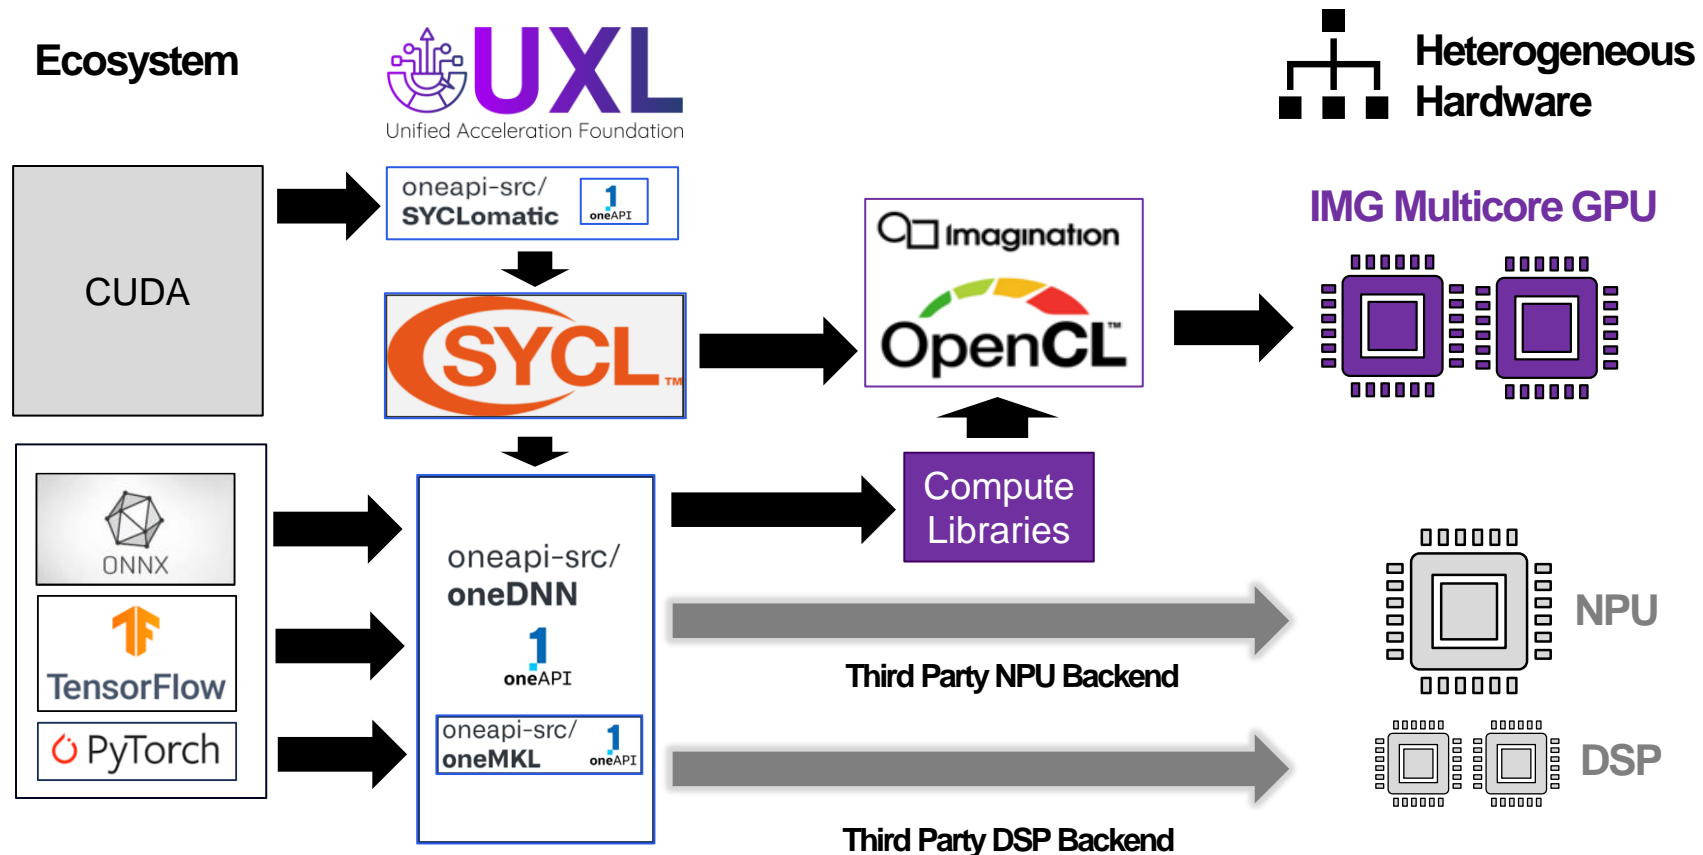 Ecosystem
UXL
Unified Acceleration Foundation
Heterogeneous
Hardware
CUDA
oneapi-src/
SYCLomatic
1
oneAPI
SYCL™
Imagination
OpenCL™
IMG Multicore GPU
ONNX
TensorFlow
PyTorch
oneapi-src/
oneDNN
1
oneAPI
oneapi-src/
oneMKL
1
oneAPI
Compute
Libraries
Third Party NPU Backend
NPU
Third Party DSP Backend
DSP